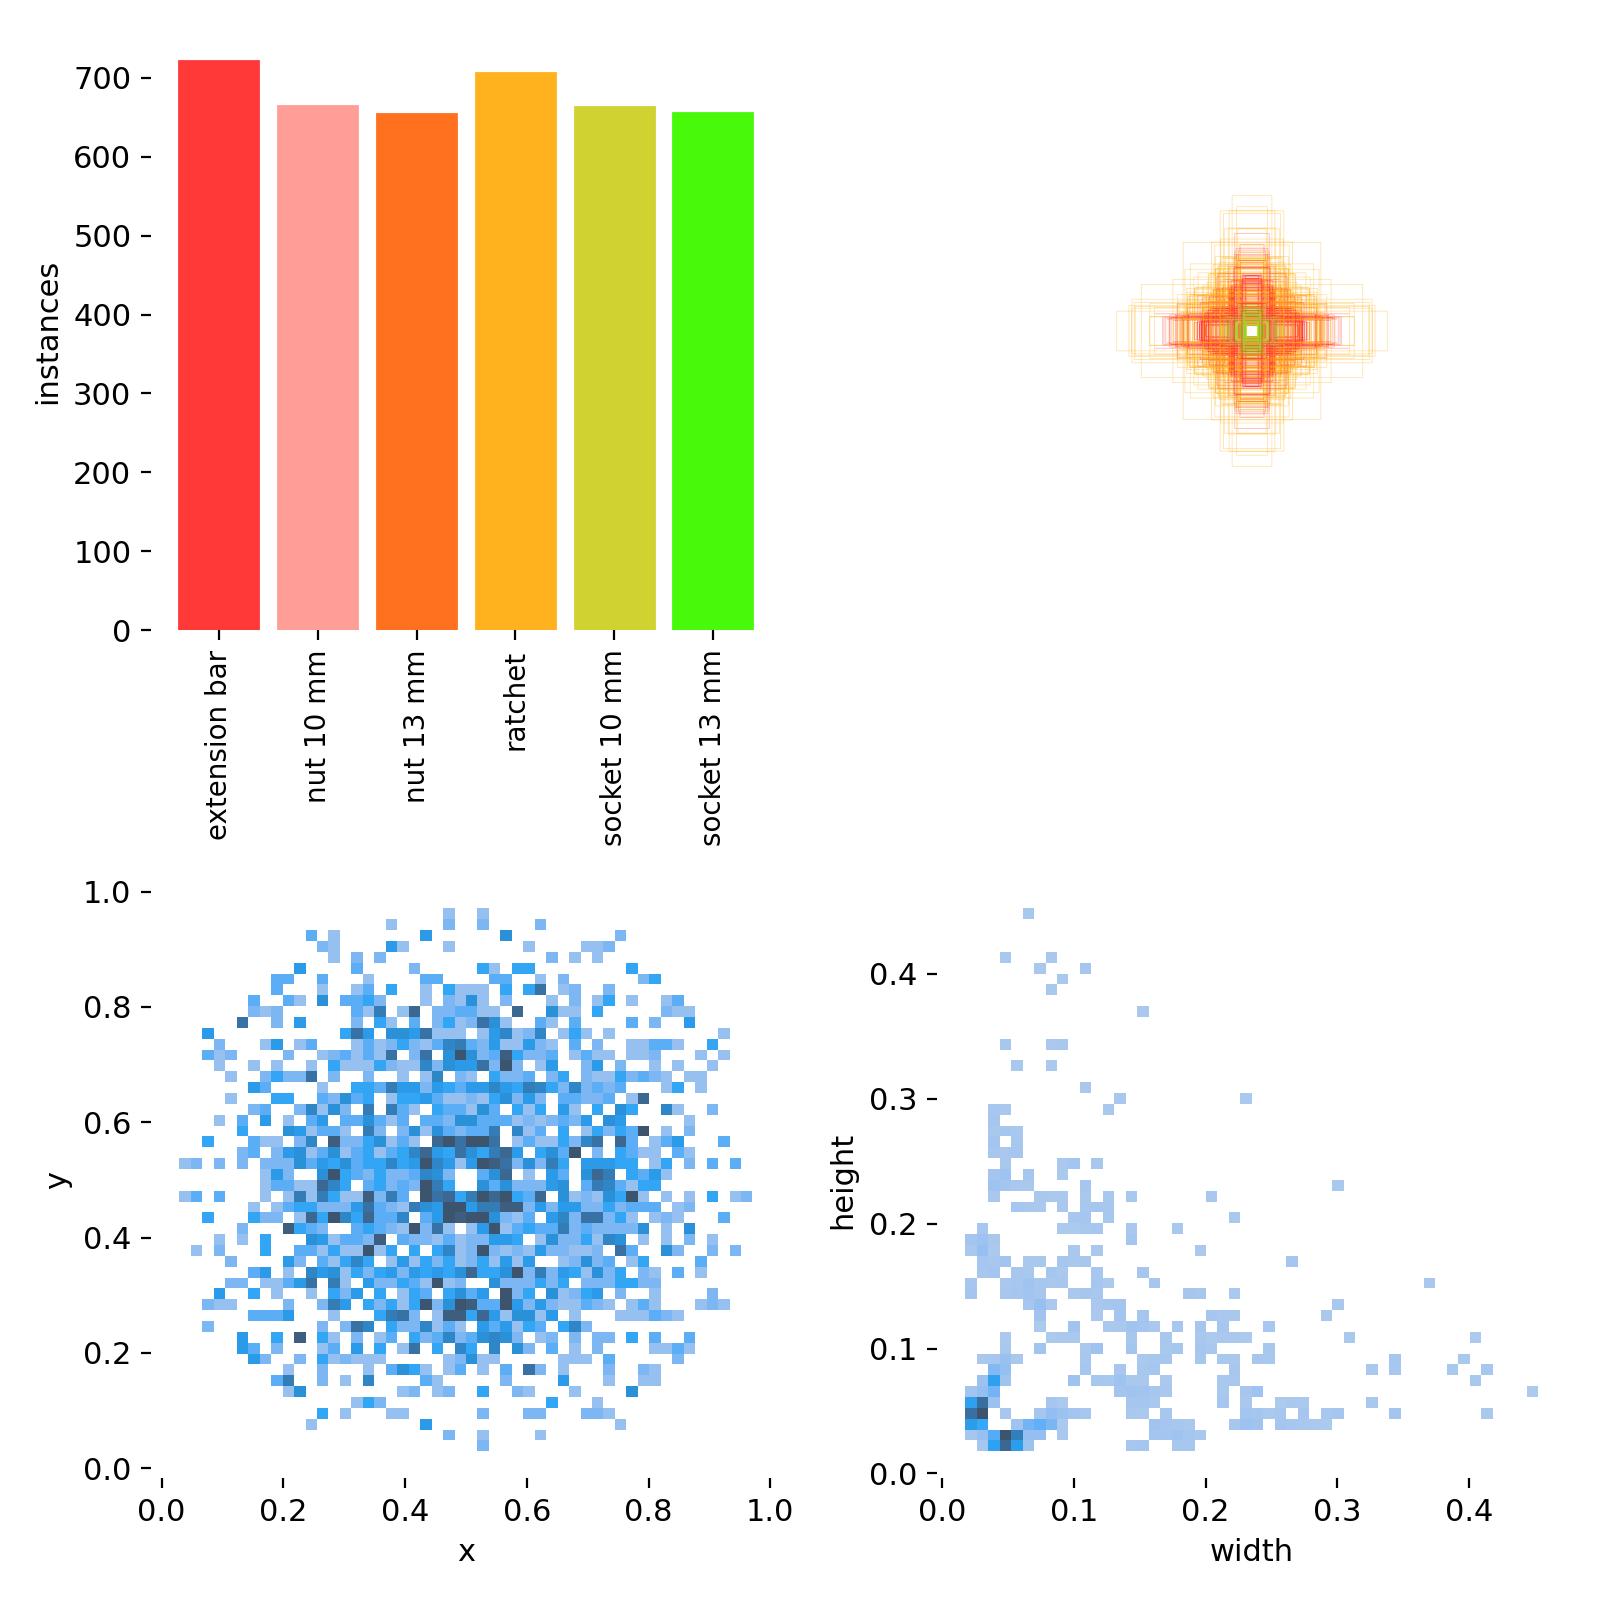 700
600
500
400
300
200
100
0
instances
extension bar
nut 10 mm
nut 13 mm
ratchet
socket 10 mm
socket 13 mm
1.0
0.8
0.6
0.4
0.2
0.0
y
0.0 0.2 0.4 0.6 0.8 1.0
x
0.4
0.3
0.2
0.1
0.0
height
0.0 0.1 0.2 0.3 0.4
width